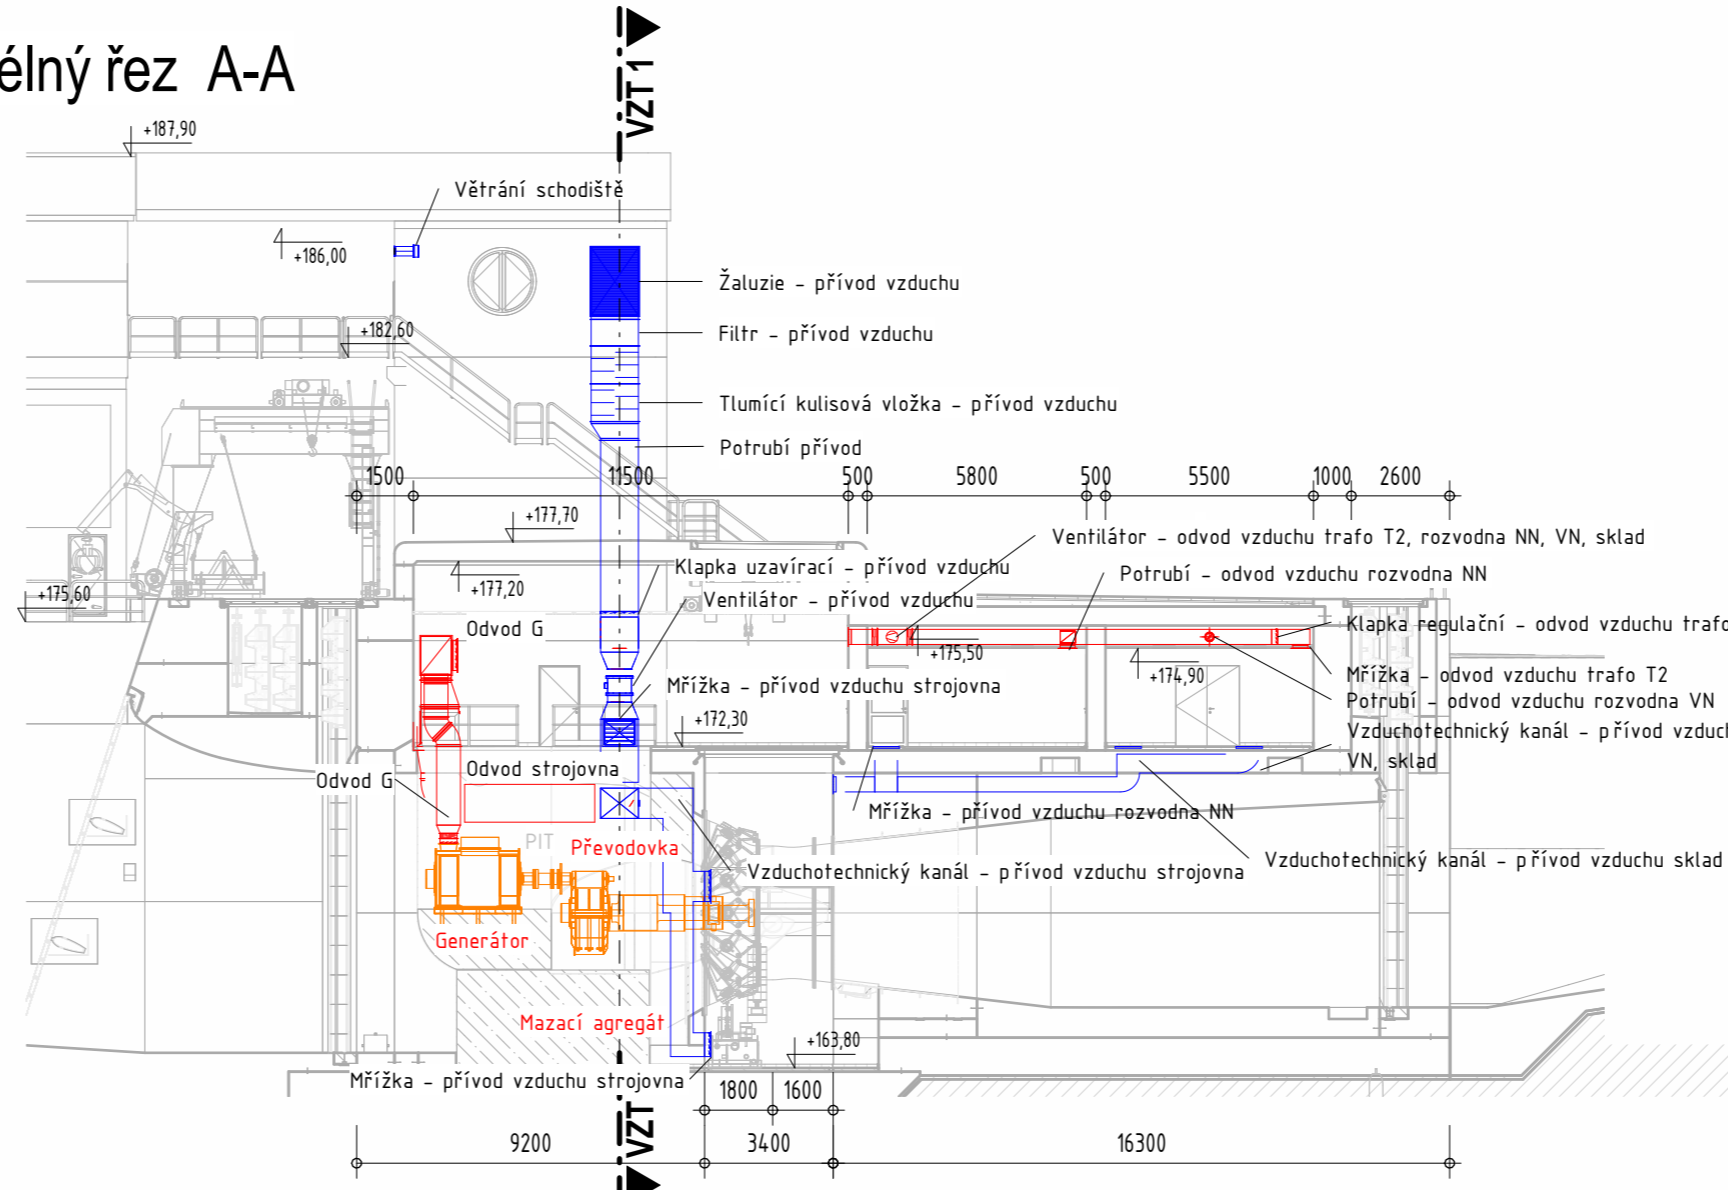 élný řez A-A
VZT 1
+187,90
Větrání schodiště
+186,00
Žaluzie - přívod vzduchu
+182,60
Filtr - přívod vzduchu
Tlumící kulisová vložka - přívod vzduchu
Potrubí přívod
1500
11500
500
5800
500
5500
1000
2600
+177,70
Ventilátor - odvod vzduchu trafo T2, rozvodna NN, VN, sklad
Klapka uzavírací - přívod vzduchu
Potrubí - odvod vzduchu rozvodna NN
+177,20
+175,60
Ventilátor - přívod vzduchu
Odvod G
Klapka regulační - odvod vzduchu trafo
+175,50
+174,90
Mřížka - odvod vzduchu trafo T2
Mřížka - přívod vzduchu strojovna
Potrubí - odvod vzduchu rozvodna VN
+172,30
Vzduchotechnický kanál - přívod vzduch
VN, sklad
Odvod strojovna
Odvod G
Mřížka - přívod vzduchu rozvodna NN
PIT
Převodovka
Vzduchotechnický kanál - přívod vzduchu sklad
Vzduchotechnický kanál - přívod vzduchu strojovna
Generátor
Mazací agregát
+163,80
Mřížka - přívod vzduchu strojovna
1800
1600
VZT
9200
3400
16300